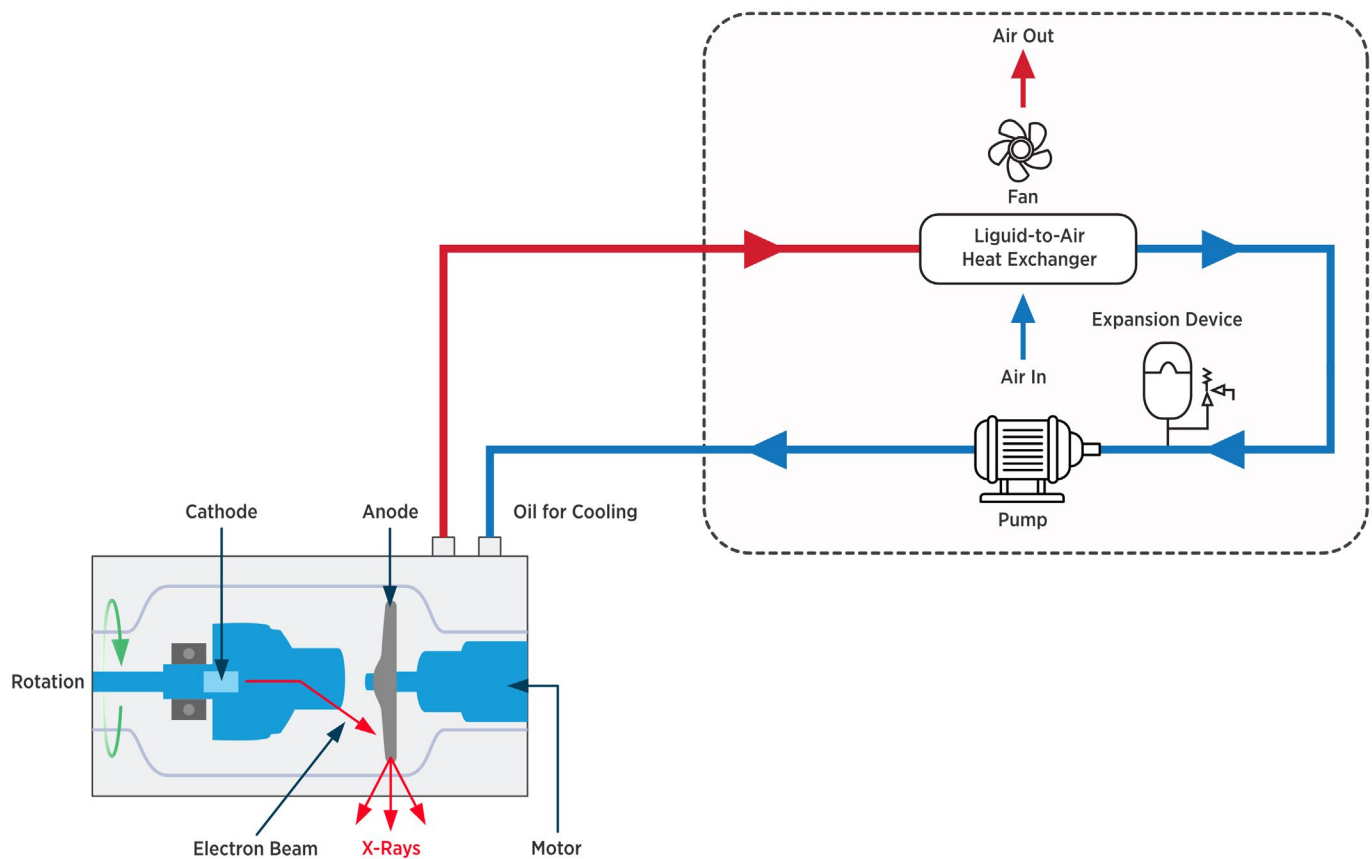 Air Out
Fan
Liguid-to-Air
Heat Exchanger
Expansion Device
Air In
Pump
Cathode
Anode
Oil for Cooling
Rotation
Electron Beam
X-Rays
Motor